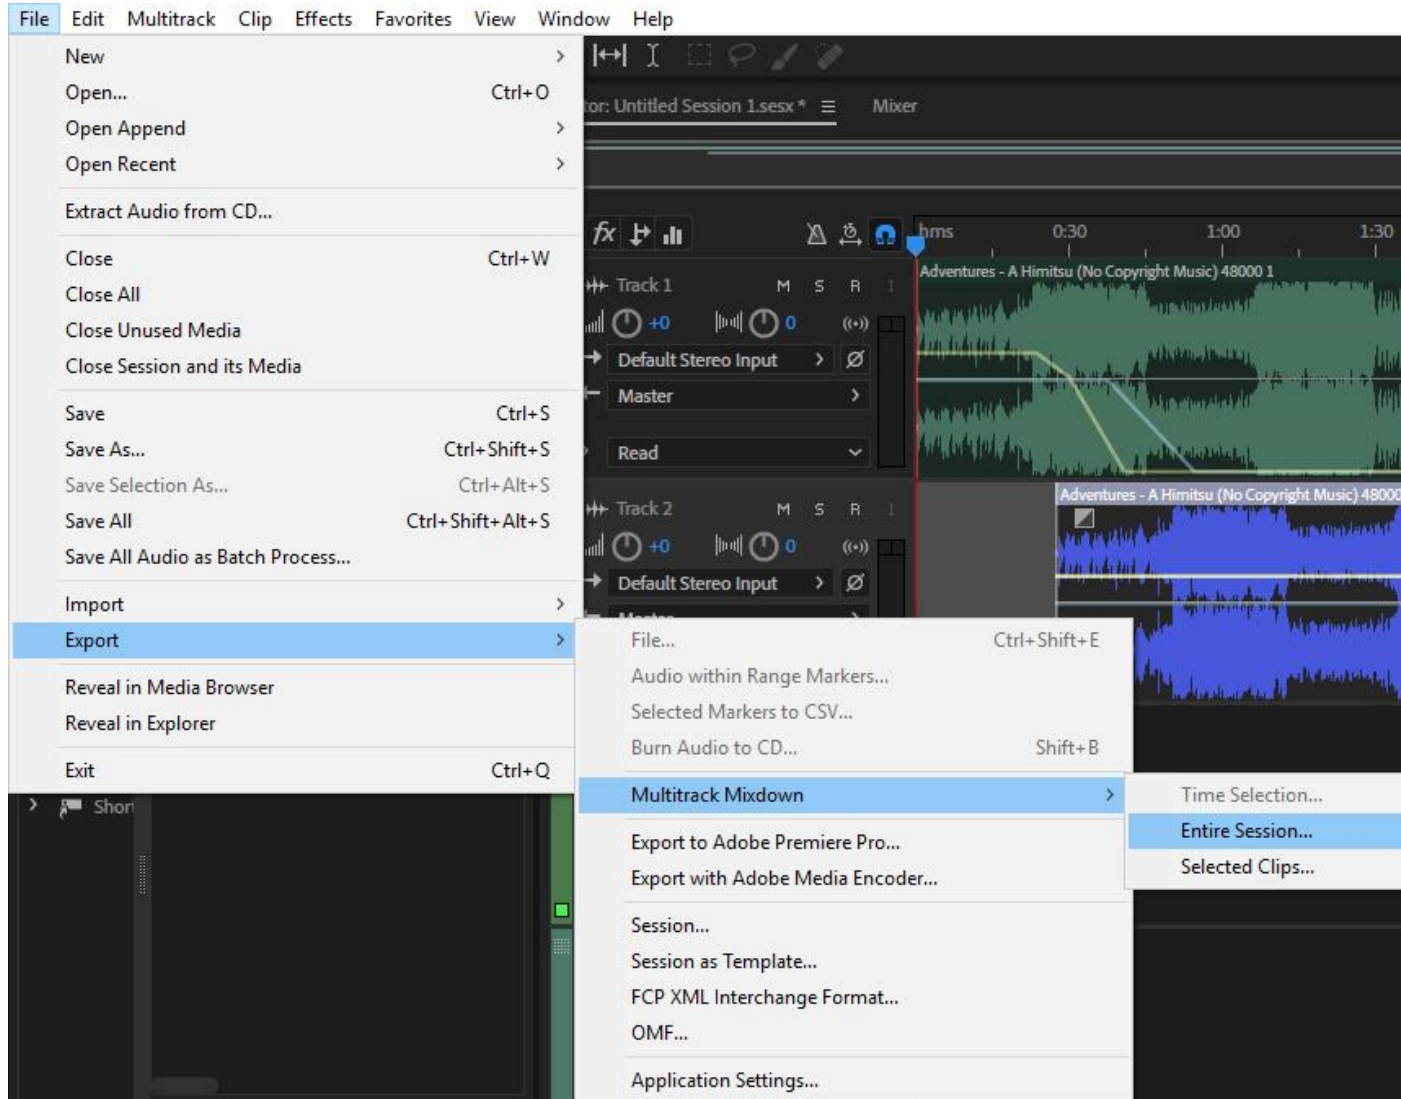 File Edit Multitrack Clip Effects Favorites View Window Help
New
Open... Ctrl+O
Open Append
Open Recent
Extract Audio from CD...
Close Ctrl+W
Close All
Close Unused Media
Close Session and its Media
Save Ctrl+S
Save As... Ctrl+Shift+S
Save Selection As... Ctrl+Alt+S
Save All Ctrl+Shift+Alt+S
Save All Audio as Batch Process...
Import
Export
Reveal in Media Browser
Reveal in Explorer
Exit Ctrl+Q
Short
tor: Untitled Session 1.sesx * Mixer
fx
hms 0:30 1:00 1:30
Adventures - A Himitsu (No Copyright Music) 48000 1
Track 1 M S R I
+0 0
Default Stereo Input
Master
Read
Adventures - A Himitsu (No Copyright Music) 48000
Track 2 M S R I
+0 0
Default Stereo Input
File... Ctrl+Shift+E
Audio within Range Markers...
Selected Markers to CSV...
Burn Audio to CD... Shift+B
Multitrack Mixdown
Export to Adobe Premiere Pro...
Export with Adobe Media Encoder...
Session...
Session as Template...
FCP XML Interchange Format...
OMF...
Application Settings...
Time Selection...
Entire Session...
Selected Clips...